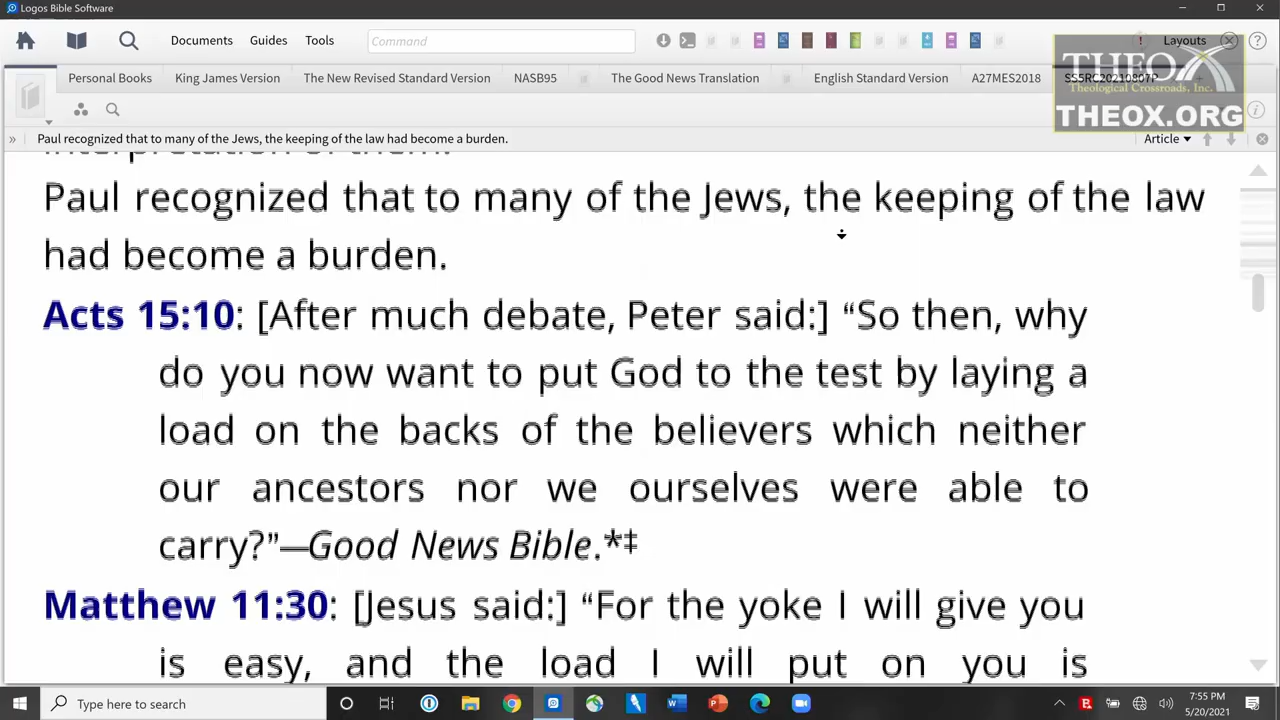 Logos Bible Software
Documents Guides Tools Command ! Layouts
Personal Books King James Version The New Revised Standard Version NASB95 The Good News Translation English Standard Version A27MES2018 SS5RC20210807P
THEOX
Theological Crossroads, Inc.
THEOX.ORG
» Paul recognized that to many of the Jews, the keeping of the law had become a burden. Article
interpretation of them.
Paul recognized that to many of the Jews, the keeping of the law
had become a burden.
Acts 15:10: [After much debate, Peter said:] “So then, why
do you now want to put God to the test by laying a
load on the backs of the believers which neither
our ancestors nor we ourselves were able to
carry?”—Good News Bible.*‡
Matthew 11:30: [Jesus said:] “For the yoke I will give you
is easy, and the load I will put on you is
Type here to search
7:55 PM
5/20/2021